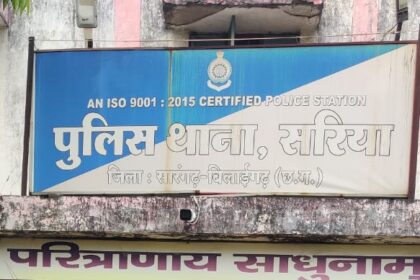 AN ISO 9001 : 2015 CERTIFIED POLICE STATION
पुलिस थाना, सरिया
जिला : सारंगढ़-बिलाईगढ़ (छ.ग.)
परित्राणाय साधुनाम